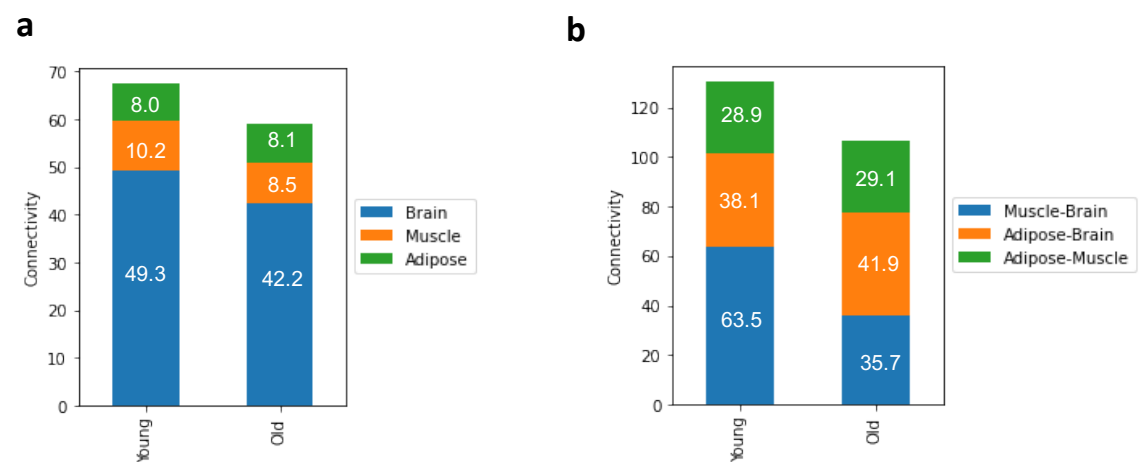 a
70
60
50
40
30
20
10
0
Connectivity
8.0
10.2
49.3
8.1
8.5
42.2
Young
Old
Brain
Muscle
Adipose
b
120
100
80
60
40
20
0
Connectivity
28.9
38.1
63.5
29.1
41.9
35.7
Young
Old
Muscle-Brain
Adipose-Brain
Adipose-Muscle